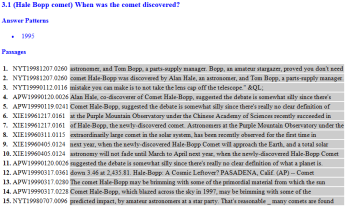 3.1 (Hale Bopp comet) When was the comet discovered?
Answer Patterns
• 1995
Passages
1. NYT19981207.0260 astronomer, and Tom Bopp, a parts-supply manager. Bopp, an amateur stargazer, proved you don't need
2. NYT19981207.0260 comet Hale-Bopp was discovered by Alan Hale, an astronomer, and Tom Bopp, a parts-supply manager.
3. NYT19990112.0116 mistake you can make is to not take the lens cap off the telescope.'' &QL;
4. APW19990120.0026 Alan Hale, co-discoverer of Comet Hale-Bopp, suggested the debate is somewhat silly since there's
5. APW19990119.0241 Comet Hale-Bopp, suggested the debate is somewhat silly since there's really no clear definition of
6. XIE19961217.0161 at the Purple Mountain Observatory under the Chinese Academy of Sciences recently succeeded in
7. XIE19961217.0161 of Hale-Bopp, the newly-discovered comet. Astronomers at the Purple Mountain Observatory under the
8. XIE19960311.0115 extraordinarily large comet in the solar system, has been recently observed for the first time in
9. XIE19960405.0124 next year, when the newly-discovered Hale-Bopp Comet will approach the Earth, and a total solar
10. XIE19960405.0124 astronomy will not fade until March to April next year, when the newly-discovered Hale-Bopp Comet
11. APW19990120.0026 suggested the debate is somewhat silly since there's really no clear definition of what a planet is
12. APW19990317.0361 down 3.46 at 2,435.81. Hale-Bopp: A Cosmic Leftover? PASADENA, Calif. (AP) -- Comet
13. APW19990317.0280 The comet Hale-Bopp may be brimming with some of the primordial material from which the sun
14. APW19990317.0228 Comet Hale-Bopp, which blazed across the sky in 1997, may be brimming with some of the
15. NYT19980707.0096 predicted impact, by amateur astronomers at a star party. That's reasonable _ many comets are found